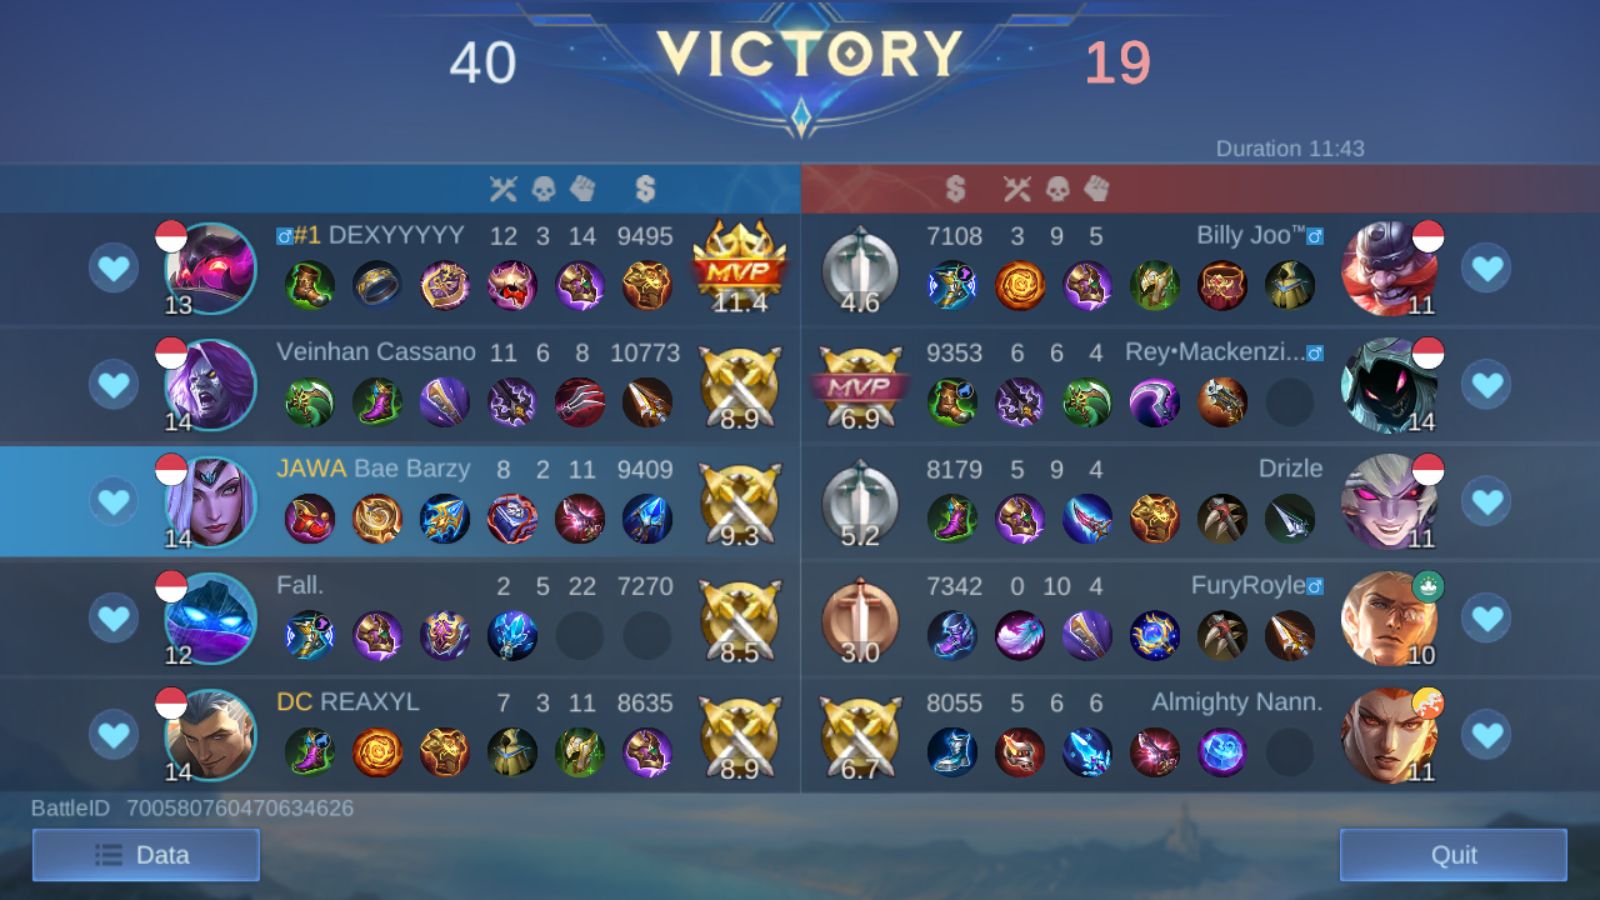 40 VICTORY 19
Duration 11:43
#1 DEXYYYYY 12 3 14 9495 MVP 11.4 13
4.6 7108 3 9 5 Billy Joo™ 11
Veinhan Cassano 11 6 8 10773 8.9 14
MVP 6.9 9353 6 6 4 Rey•Mackenzi... 14
JAWA Bae Barzy 8 2 11 9409 9.3 14
5.2 8179 5 9 4 Drizle 11
Fall. 2 5 22 7270 8.5 12
3.0 7342 0 10 4 FuryRoyle 10
DC REAXYL 7 3 11 8635 8.9 14
6.7 8055 5 6 6 Almighty Nann. 11
BattleID 700580760470634626
Data
Quit